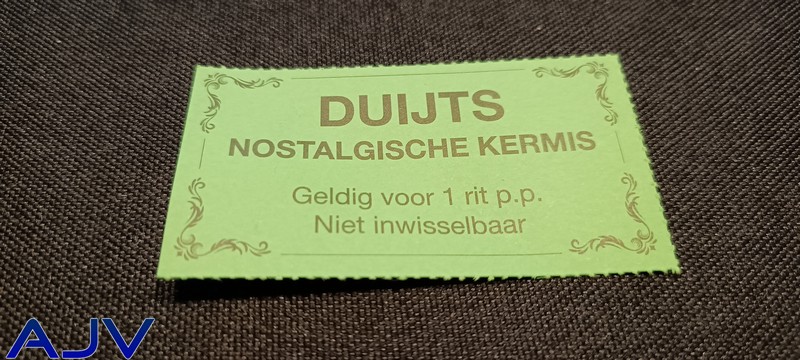 DUIJTS
NOSTALGISCHE KERMIS
Geldig voor 1 rit p.p.
Niet inwisselbaar
AJV